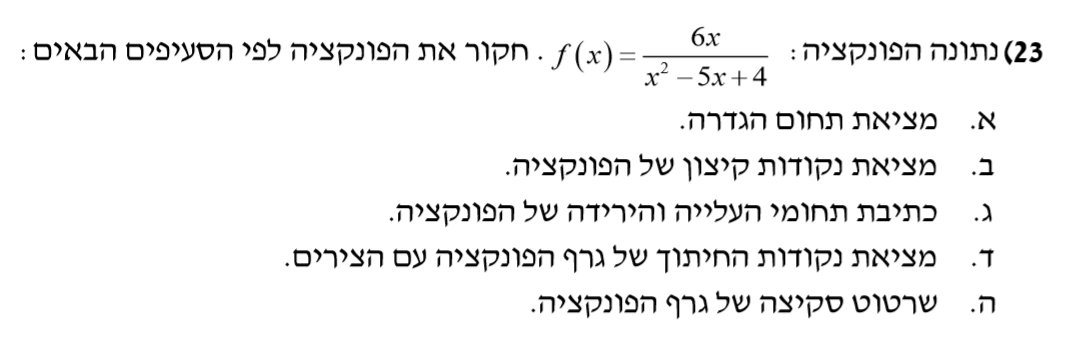 23) נתונה הפונקציה: f(x) = 6x / (x² − 5x + 4). חקור את הפונקציה לפי הסעיפים הבאים:
א. מציאת תחום הגדרה.
ב. מציאת נקודות קיצון של הפונקציה.
ג. כתיבת תחומי העלייה והירידה של הפונקציה.
ד. מציאת נקודות החיתוך של גרף הפונקציה עם הצירים.
ה. שרטוט סקיצה של גרף הפונקציה.